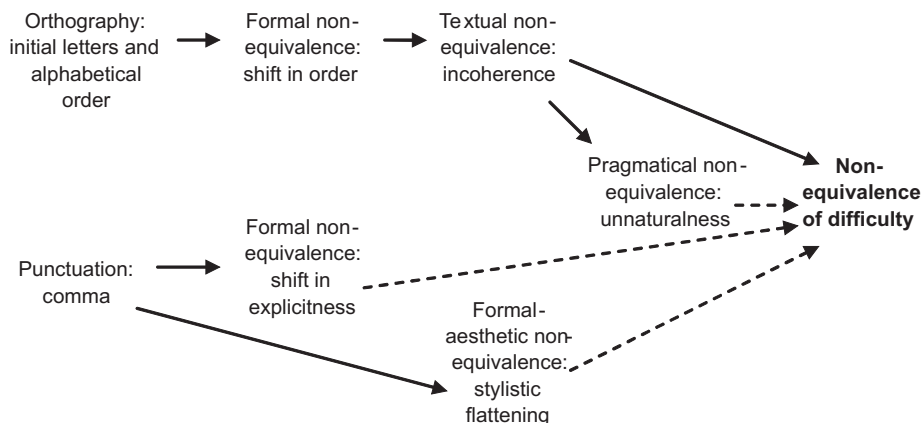 Orthography:
initial letters and
alphabetical
order
Formal non-
equivalence:
shift in order
Textual non-
equivalence:
incoherence
Pragmatical non-
equivalence:
unnaturalness
Non-
equivalence
of difficulty
Punctuation:
comma
Formal non-
equivalence:
shift in
explicitness
Formal-
aesthetic non-
equivalence:
stylistic
flattening